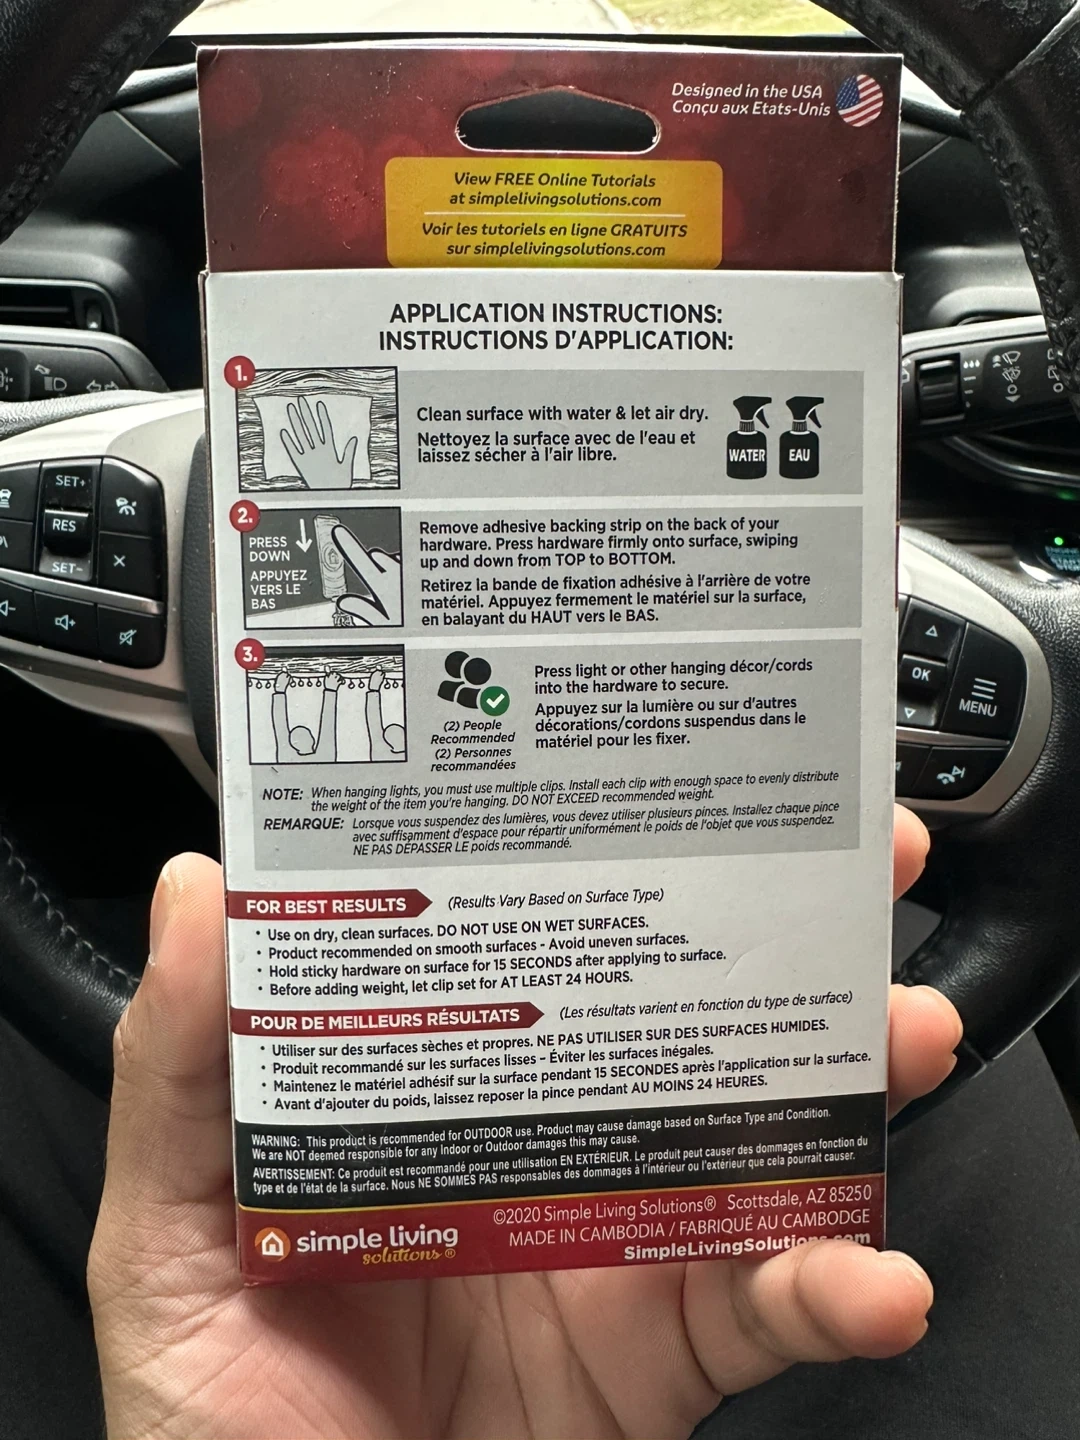 Designed in the USA
Conçu aux Etats-Unis
View FREE Online Tutorials
at simplelivingsolutions.com
Voir les tutoriels en ligne GRATUITS
sur simplelivingsolutions.com
APPLICATION INSTRUCTIONS:
INSTRUCTIONS D'APPLICATION:
1.
Clean surface with water & let air dry.
Nettoyez la surface avec de l'eau et
laissez sécher à l'air libre.
WATER
EAU
2.
PRESS
DOWN
APPUYEZ
VERS LE
BAS
Remove adhesive backing strip on the back of your
hardware. Press hardware firmly onto surface, swiping
up and down from TOP to BOTTOM.
Retirez la bande de fixation adhésive à l'arrière de votre
matériel. Appuyez fermement le matériel sur la surface,
en balayant du HAUT vers le BAS.
3.
(2) People
Recommended
(2) Personnes
recommandées
Press light or other hanging décor/cords
into the hardware to secure.
Appuyez sur la lumière ou sur d'autres
décorations/cordons suspendus dans le
matériel pour les fixer.
NOTE: When hanging lights, you must use multiple clips. Install each clip with enough space to evenly distribute
the weight of the item you're hanging. DO NOT EXCEED recommended weight.
REMARQUE: Lorsque vous suspendez des lumières, vous devez utiliser plusieurs pinces. Installez chaque pince
avec suffisamment d'espace pour répartir uniformément le poids de l'objet que vous suspendez.
NE PAS DÉPASSER LE poids recommandé.
FOR BEST RESULTS (Results Vary Based on Surface Type)
• Use on dry, clean surfaces. DO NOT USE ON WET SURFACES.
• Product recommended on smooth surfaces - Avoid uneven surfaces.
• Hold sticky hardware on surface for 15 SECONDS after applying to surface.
• Before adding weight, let clip set for AT LEAST 24 HOURS.
POUR DE MEILLEURS RÉSULTATS (Les résultats varient en fonction du type de surface)
• Utiliser sur des surfaces sèches et propres. NE PAS UTILISER SUR DES SURFACES HUMIDES.
• Produit recommandé sur les surfaces lisses - Éviter les surfaces inégales.
• Maintenez le matériel adhésif sur la surface pendant 15 SECONDES après l'application sur la surface.
• Avant d'ajouter du poids, laissez reposer la pince pendant AU MOINS 24 HEURES.
WARNING: This product is recommended for OUTDOOR use. Product may cause damage based on Surface Type and Condition.
We are NOT deemed responsible for any Indoor or Outdoor damages this may cause.
AVERTISSEMENT: Ce produit est recommandé pour une utilisation EN EXTÉRIEUR. Le produit peut causer des dommages en fonction du
type et de l'état de la surface. Nous NE SOMMES PAS responsables des dommages à l'intérieur ou l'extérieur que cela pourrait causer.
simple living
solutions®
©2020 Simple Living Solutions® Scottsdale, AZ 85250
MADE IN CAMBODIA / FABRIQUÉ AU CAMBODGE
SimpleLivingSolutions.com
SET+
RES
SET-
OK
MENU